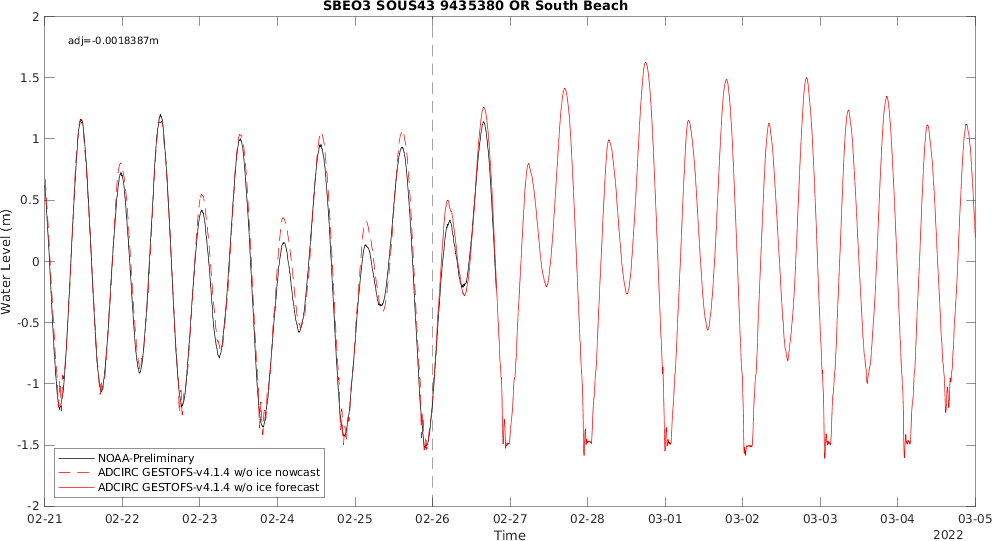 SBEO3 SOUS43 9435380 OR South Beach
adj=-0.0018387m
2
1.5
1
0.5
0
-0.5
-1
-1.5
-2
Water Level (m)
NOAA-Preliminary
ADCIRC GESTOFS-v4.1.4 w/o ice nowcast
ADCIRC GESTOFS-v4.1.4 w/o ice forecast
02-21 02-22 02-23 02-24 02-25 02-26 02-27 02-28 03-01 03-02 03-03 03-04 03-05
Time
2022